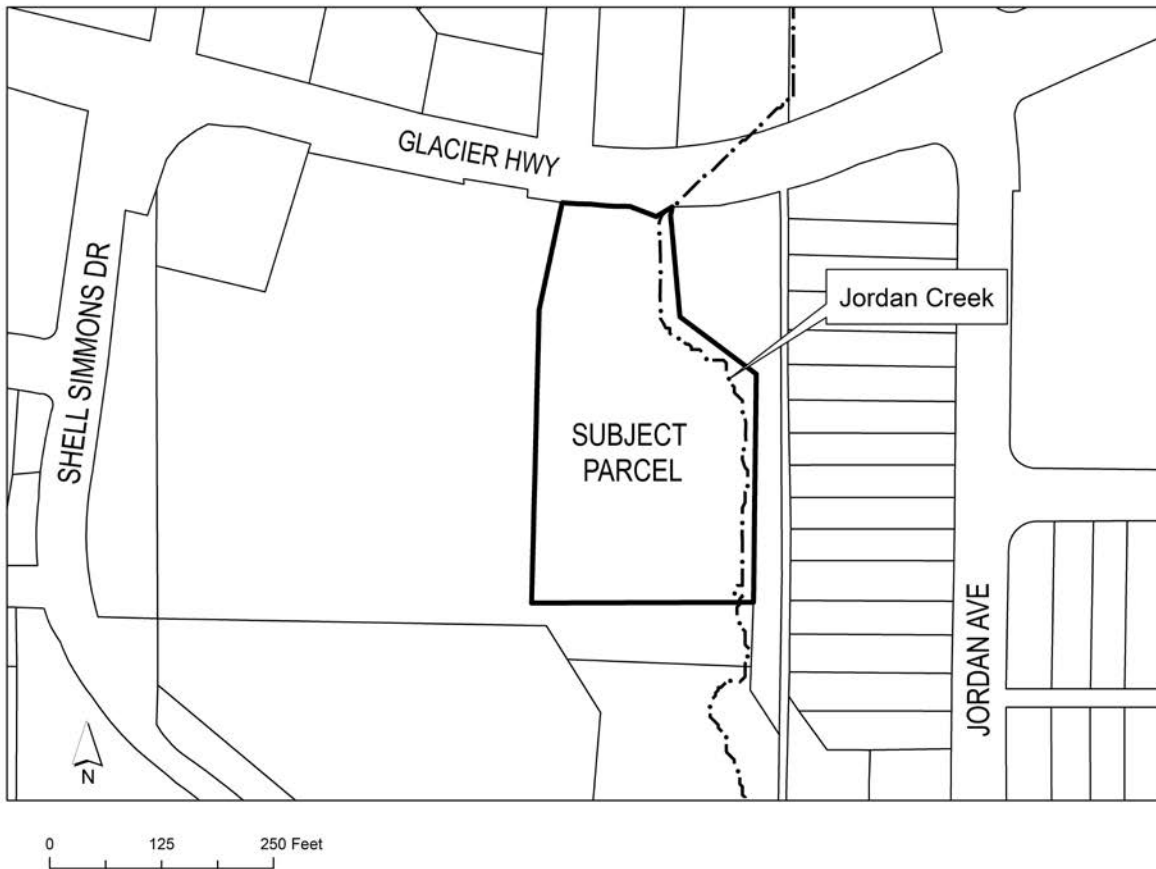 GLACIER HWY
SHELL SIMMONS DR
Jordan Creek
SUBJECT
PARCEL
JORDAN AVE
N
0 125 250 Feet